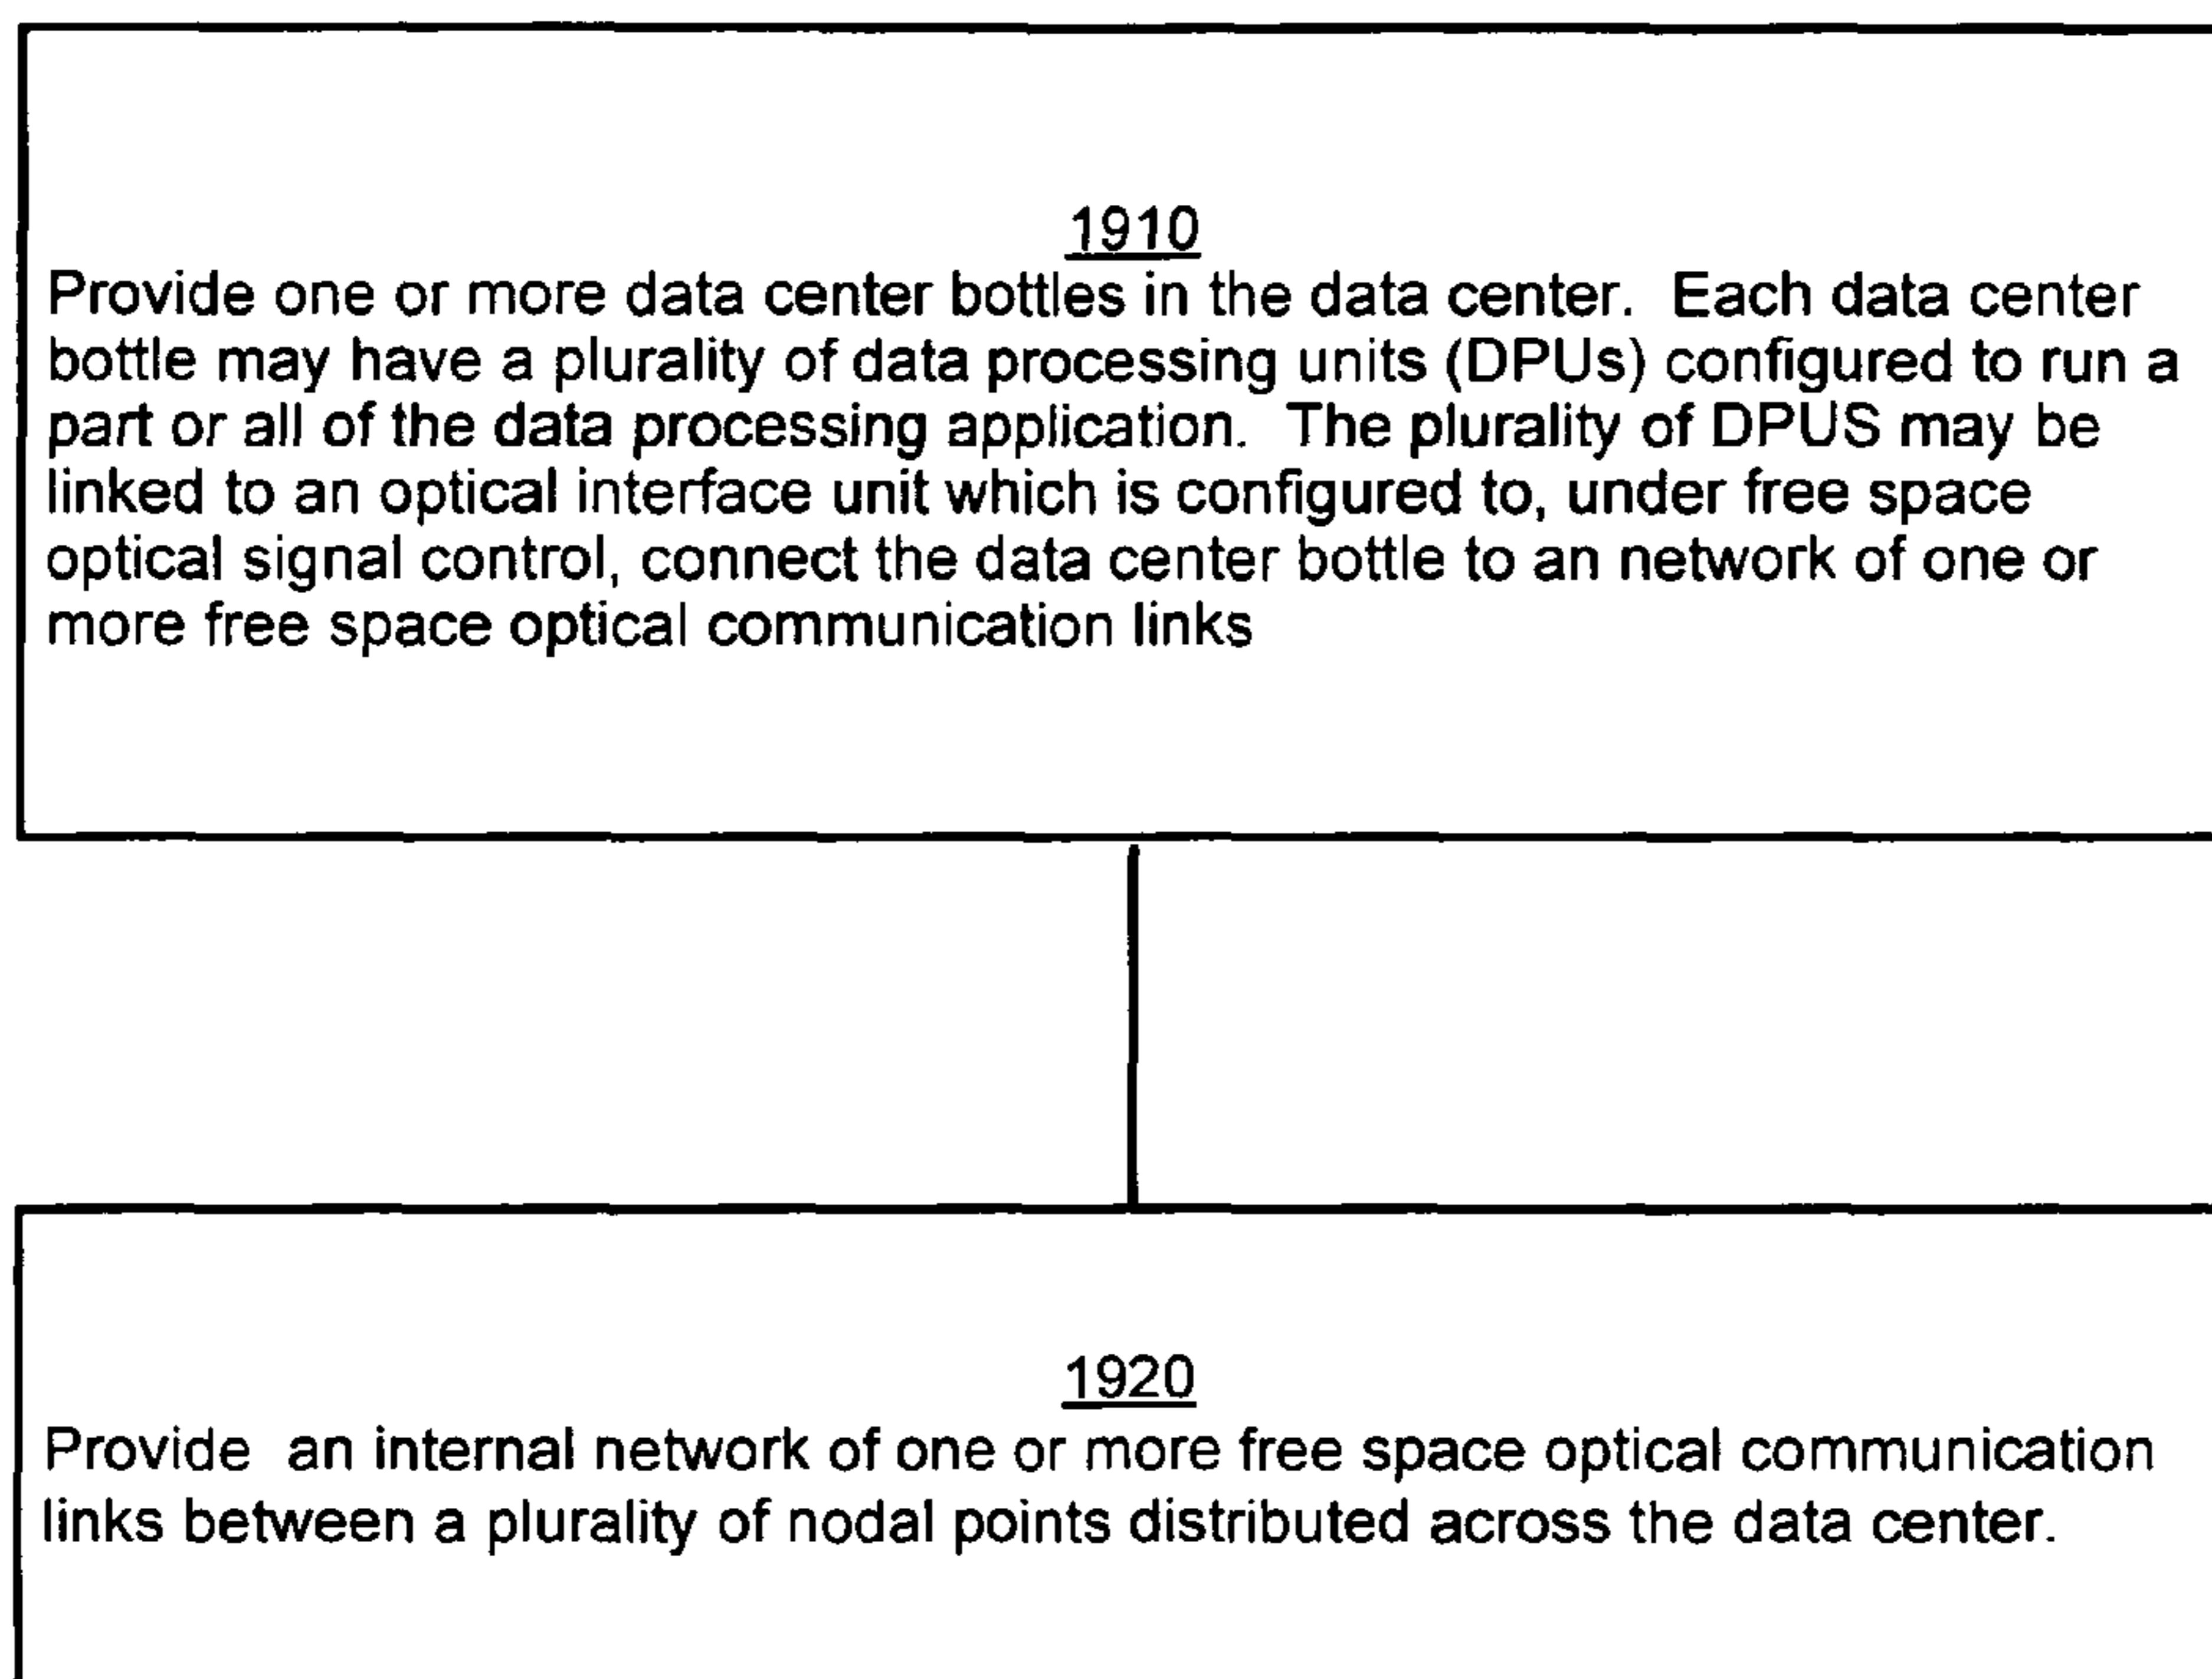 1910
Provide one or more data center bottles in the data center. Each data center
bottle may have a plurality of data processing units (DPUs) configured to run a
part or all of the data processing application. The plurality of DPUS may be
linked to an optical interface unit which is configured to, under free space
optical signal control, connect the data center bottle to an network of one or
more free space optical communication links
1920
Provide an internal network of one or more free space optical communication
links between a plurality of nodal points distributed across the data center.